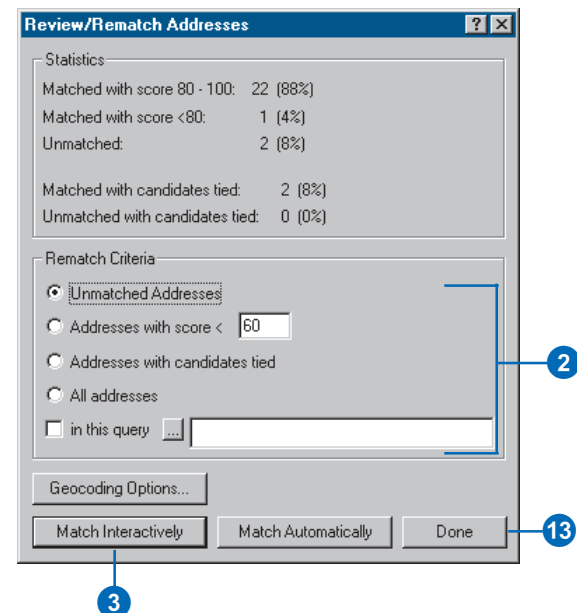 Review/Rematch Addresses
Statistics
Matched with score 80 - 100: 22 (88%)
Matched with score <80: 1 (4%)
Unmatched: 2 (8%)
Matched with candidates tied: 2 (8%)
Unmatched with candidates tied: 0 (0%)
Rematch Criteria
Unmatched Addresses
Addresses with score < 60
Addresses with candidates tied
2
All addresses
in this query ...
Geocoding Options...
Match Interactively Match Automatically Done 13
3